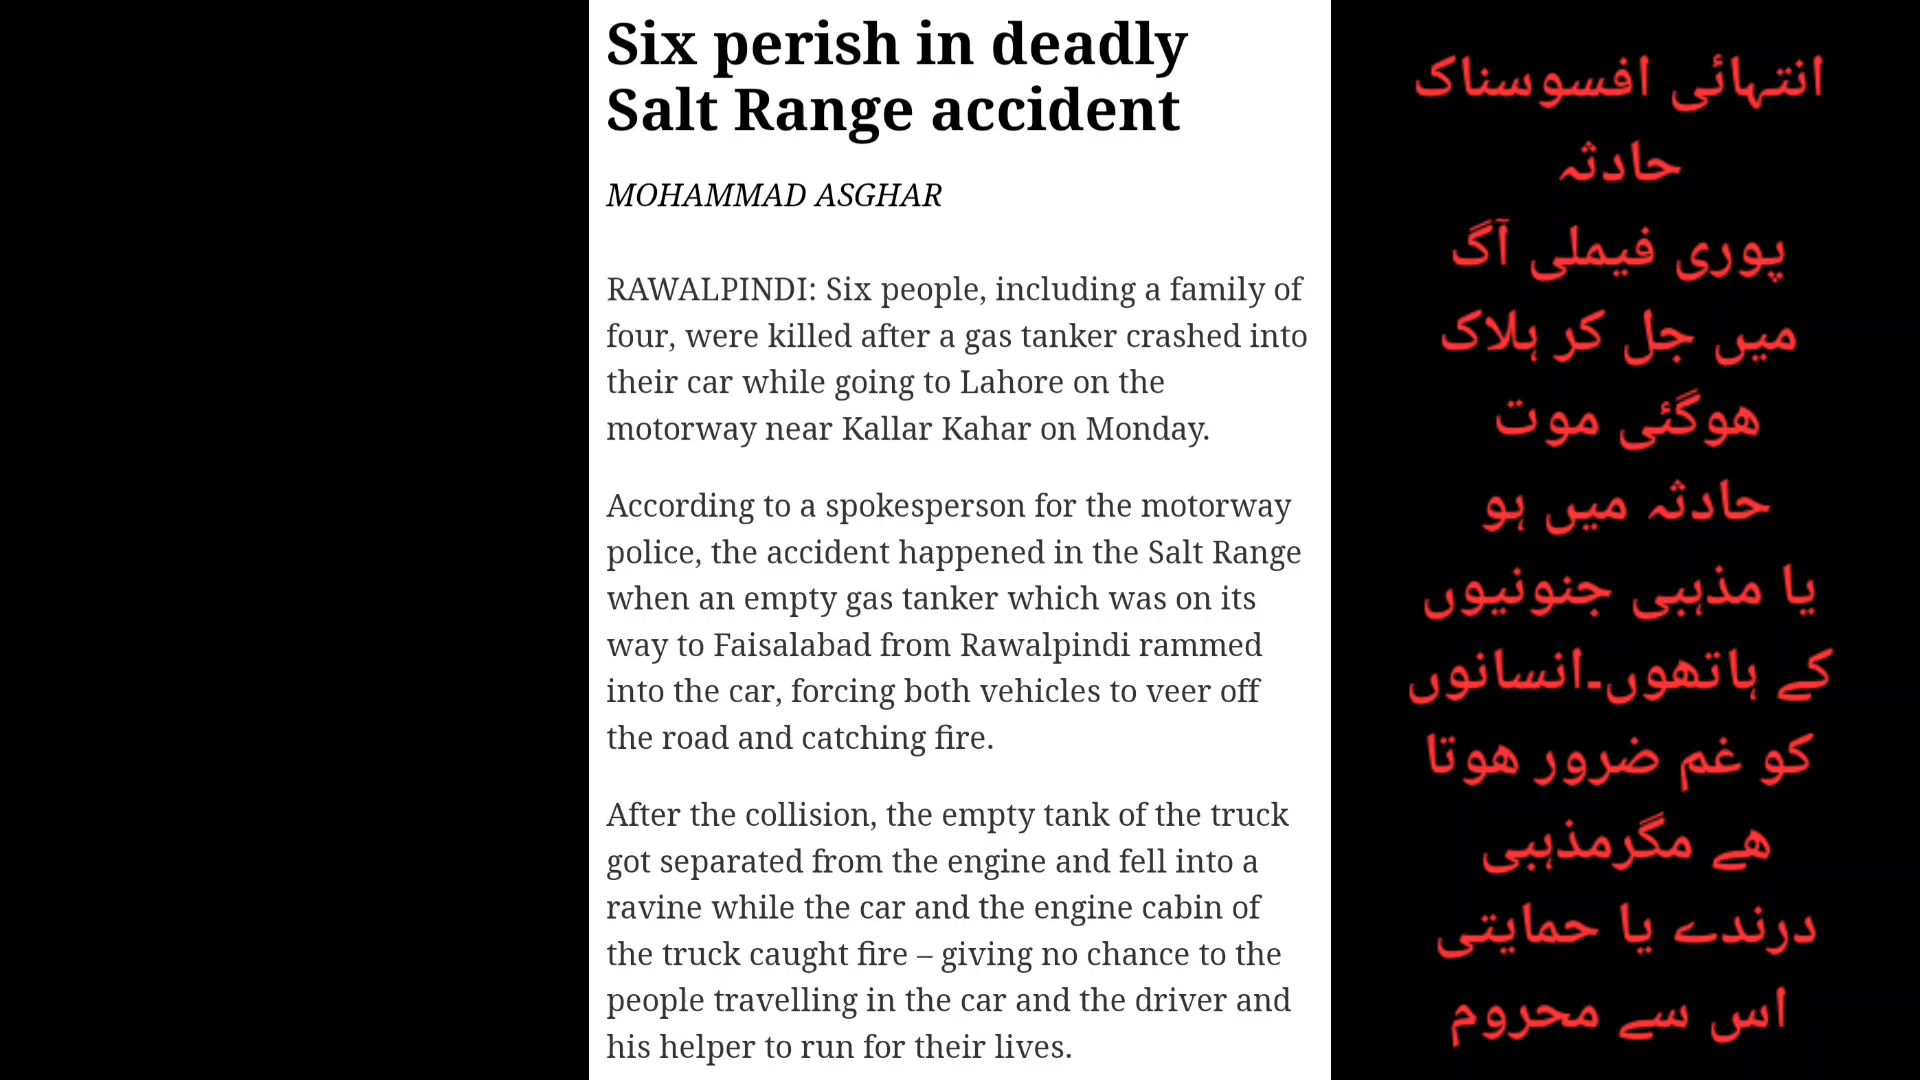 Six perish in deadly
Salt Range accident
MOHAMMAD ASGHAR
RAWALPINDI: Six people, including a family of
four, were killed after a gas tanker crashed into
their car while going to Lahore on the
motorway near Kallar Kahar on Monday.
According to a spokesperson for the motorway
police, the accident happened in the Salt Range
when an empty gas tanker which was on its
way to Faisalabad from Rawalpindi rammed
into the car, forcing both vehicles to veer off
the road and catching fire.
After the collision, the empty tank of the truck
got separated from the engine and fell into a
ravine while the car and the engine cabin of
the truck caught fire – giving no chance to the
people travelling in the car and the driver and
his helper to run for their lives.
انتہائی افسوسناک
حادثہ
پوری فیملی آگ
میں جل کر ہلاک
ھوگئی موت
حادثہ میں ہو
یا مذہبی جنونیوں
کے ہاتھوں۔انسانوں
کو غم ضرور ھوتا
ھے مگرمذہبی
درندے یا حمایتی
اس سے محروم